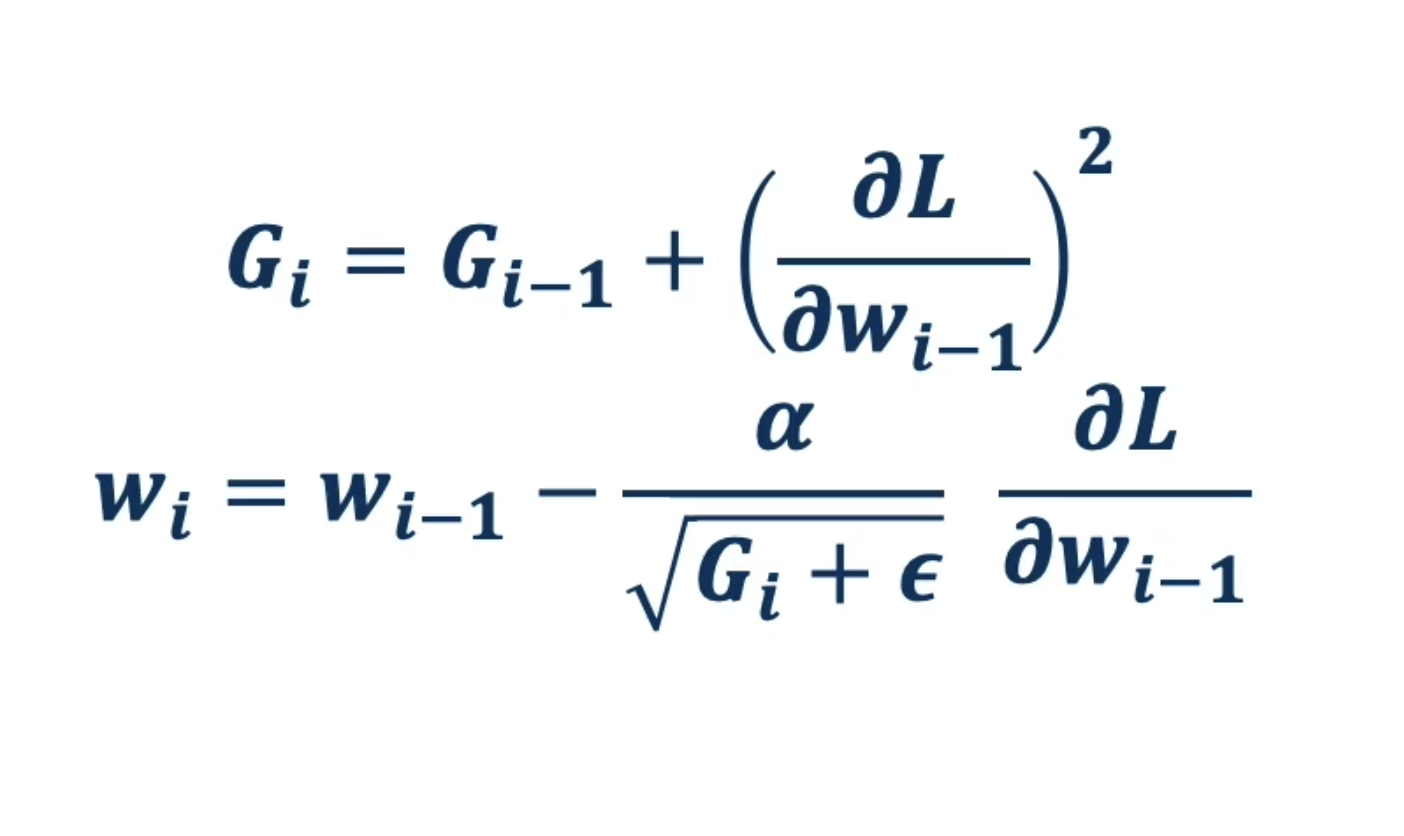 G_i = G_{i-1} + (∂L/∂w_{i-1})^2
w_i = w_{i-1} − α/√(G_i + ϵ) ∂L/∂w_{i-1}